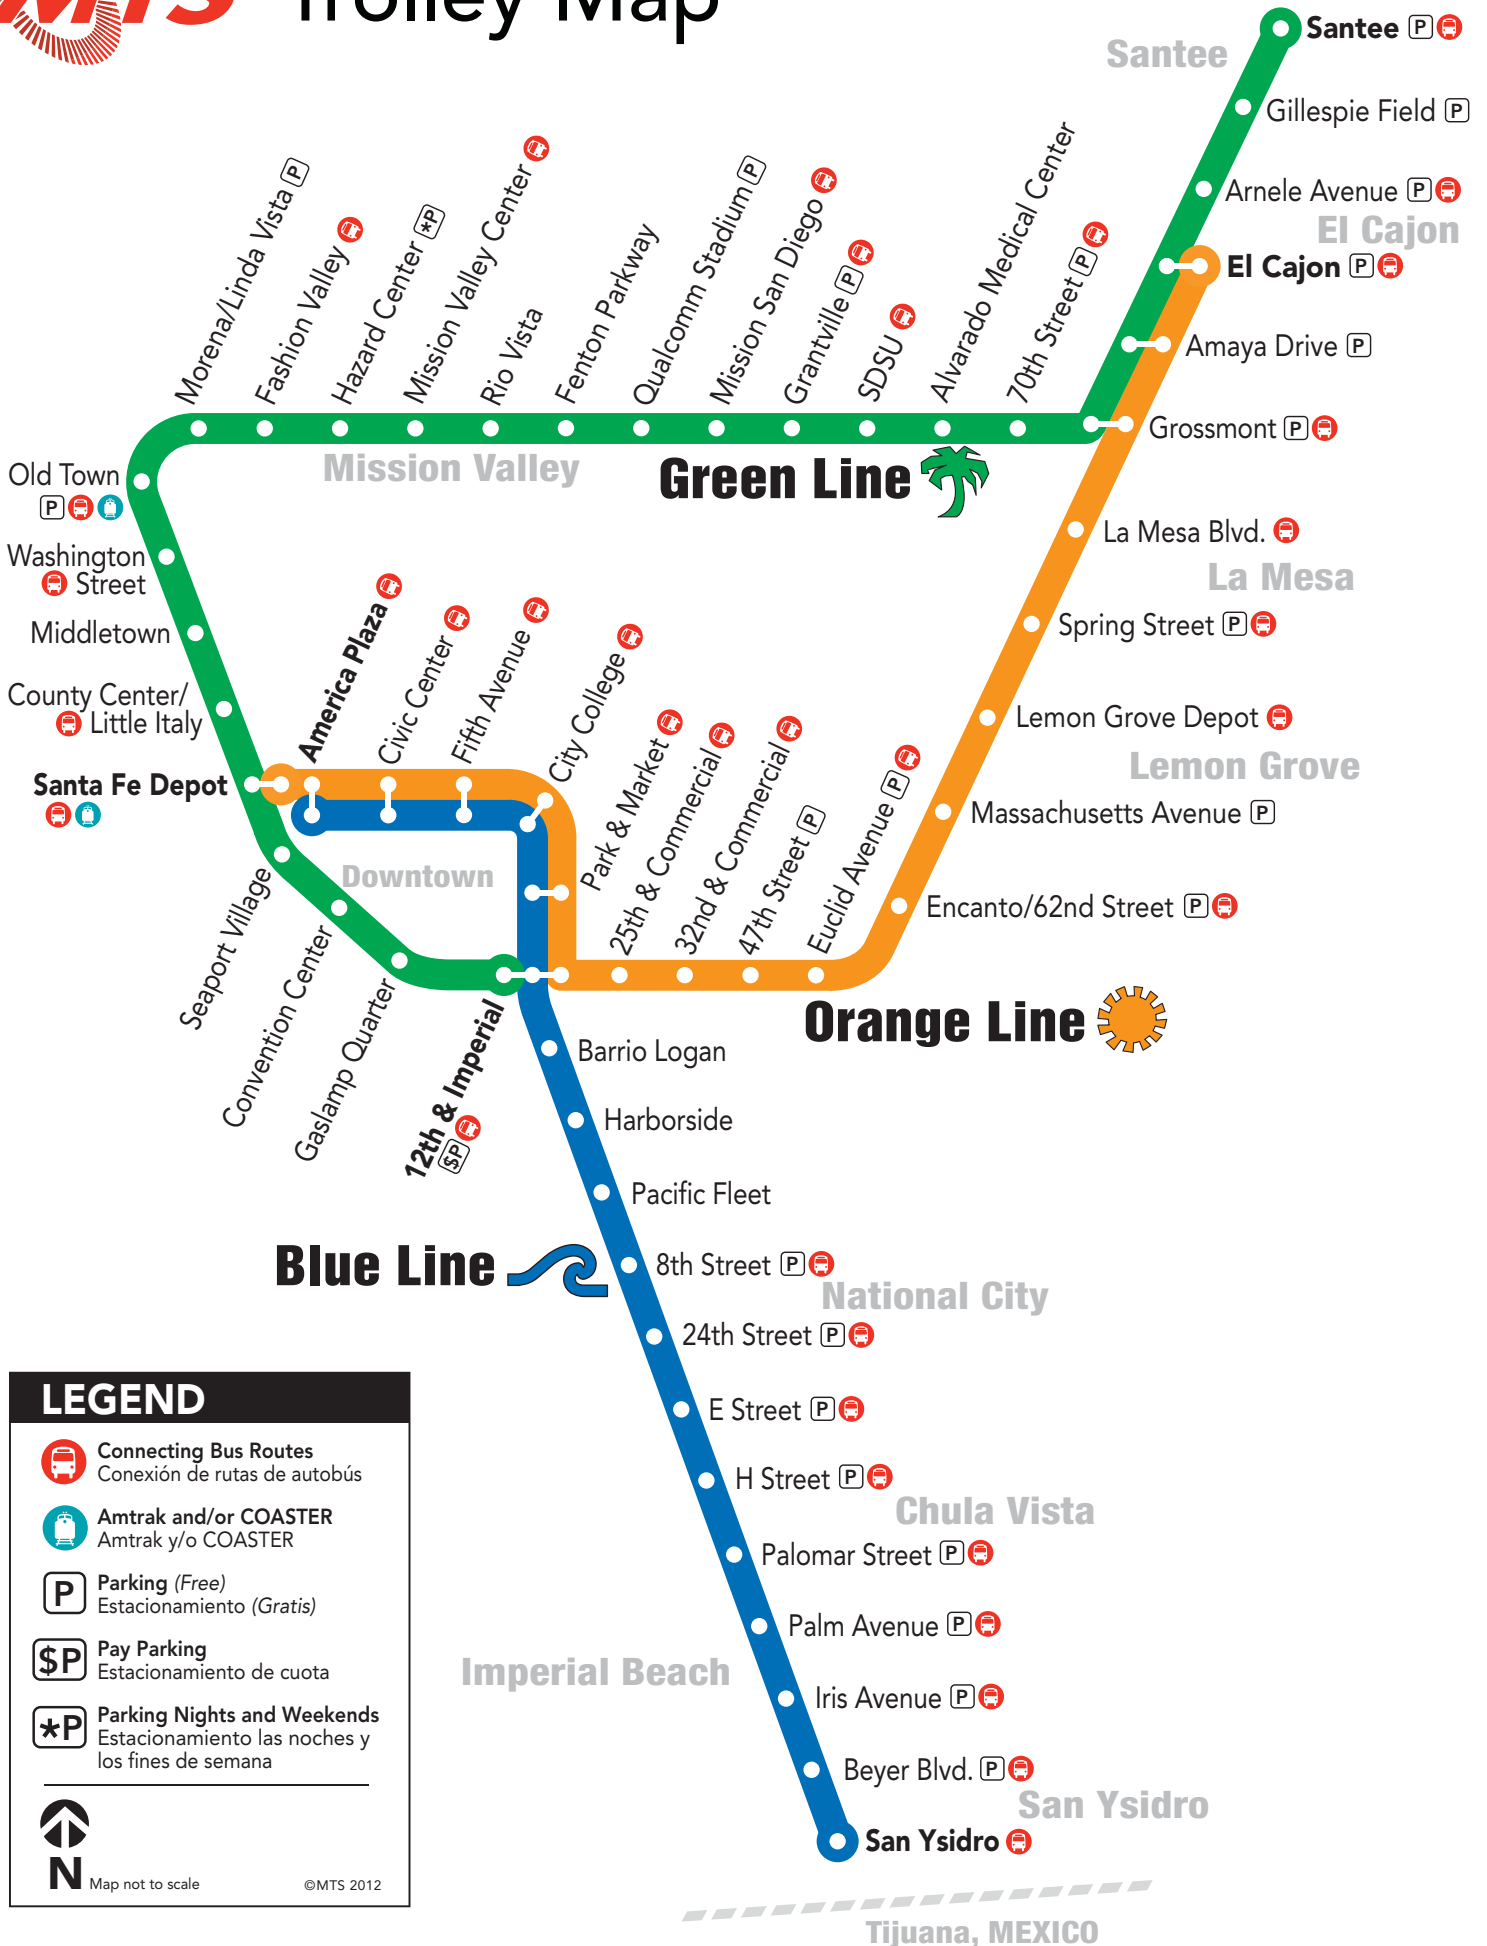 MTS Trolley Map
Santee
Santee P
Gillespie Field P
Arnele Avenue P
El Cajon
El Cajon P
Amaya Drive P
Grossmont P
Morena/Linda Vista P
Fashion Valley
Hazard Center *P
Mission Valley Center
Rio Vista
Fenton Parkway
Qualcomm Stadium P
Mission San Diego
Grantville P
SDSU
Alvarado Medical Center
70th Street P
Mission Valley
Green Line
Old Town
P
Washington
Street
Middletown
County Center/
Little Italy
Santa Fe Depot
La Mesa Blvd.
La Mesa
Spring Street P
Lemon Grove Depot
Lemon Grove
Massachusetts Avenue P
Encanto/62nd Street P
America Plaza
Civic Center
Fifth Avenue
City College
Park & Market
25th & Commercial
32nd & Commercial
47th Street P
Euclid Avenue P
Downtown
Orange Line
Seaport Village
Convention Center
Gaslamp Quarter
12th & Imperial
$P
Barrio Logan
Harborside
Pacific Fleet
Blue Line
8th Street P
National City
24th Street P
E Street P
H Street P
Chula Vista
Palomar Street P
Palm Avenue P
Imperial Beach
Iris Avenue P
Beyer Blvd. P
San Ysidro
San Ysidro
Tijuana, MEXICO
LEGEND
Connecting Bus Routes
Conexión de rutas de autobús
Amtrak and/or COASTER
Amtrak y/o COASTER
P Parking (Free)
Estacionamiento (Gratis)
$P Pay Parking
Estacionamiento de cuota
*P Parking Nights and Weekends
Estacionamiento las noches y
los fines de semana
N Map not to scale
©MTS 2012